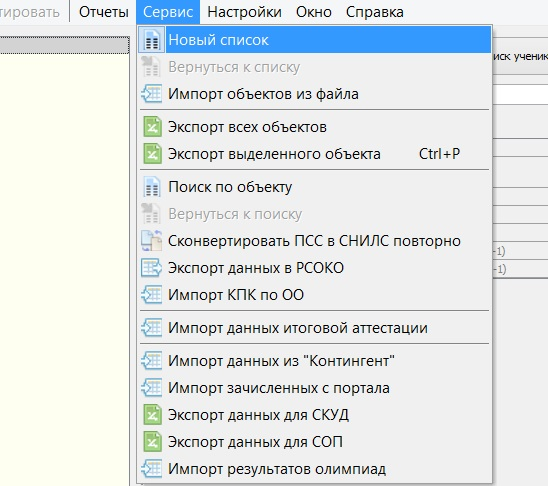 тировать Отчеты Сервис Настройки Окно Справка
Новый список
Вернуться к списку
иск ученик
Импорт объектов из файла
Экспорт всех объектов
Экспорт выделенного объекта Ctrl+P
Поиск по объекту
Вернуться к поиску
Сконвертировать ПСС в СНИЛС повторно
-1)
Экспорт данных в РСОКО
-1)
Импорт КПК по ОО
Импорт данных итоговой аттестации
Импорт данных из "Контингент"
Импорт зачисленных с портала
Экспорт данных для СКУД
Экспорт данных для СОП
Импорт результатов олимпиад